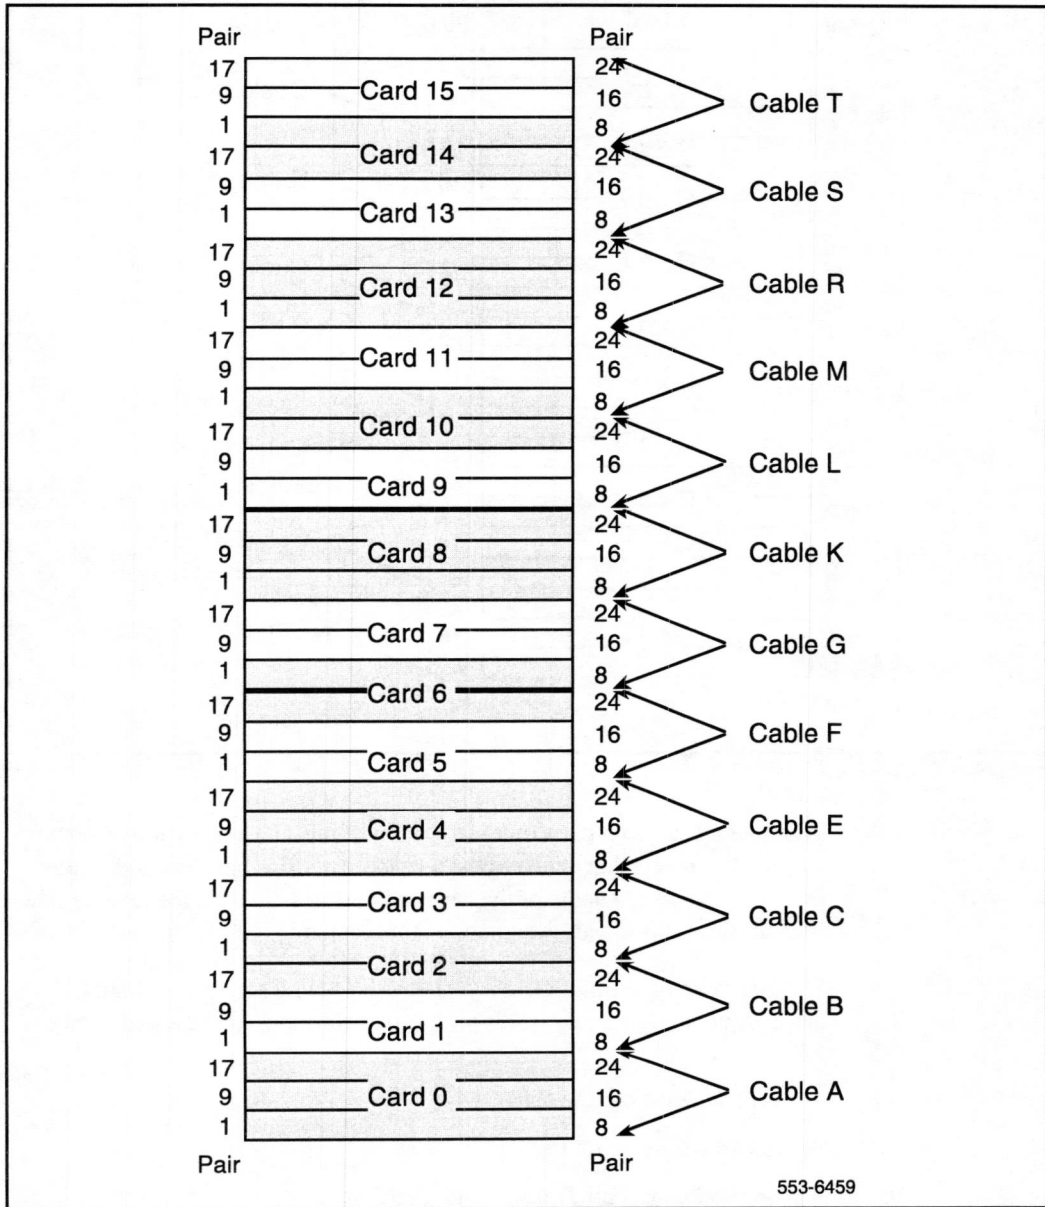 Pair Pair
17 24
Card 15
9 16 Cable T
1 8
17 Card 14 24
9 16 Cable S
1 Card 13 8
17 24
9 Card 12 16 Cable R
1 8
17 24
Card 11
9 16 Cable M
1 8
17 Card 10 24
9 16 Cable L
1 Card 9 8
17 24
9 Card 8 16 Cable K
1 8
17 24
Card 7
9 16 Cable G
1 8
Card 6
17 24
9 16 Cable F
1 Card 5 8
17 24
9 Card 4 16 Cable E
1 8
17 24
Card 3
9 16 Cable C
1 8
Card 2
17 24
9 16 Cable B
1 Card 1 8
17 24
9 Card 0 16 Cable A
1 8
Pair Pair
553-6459